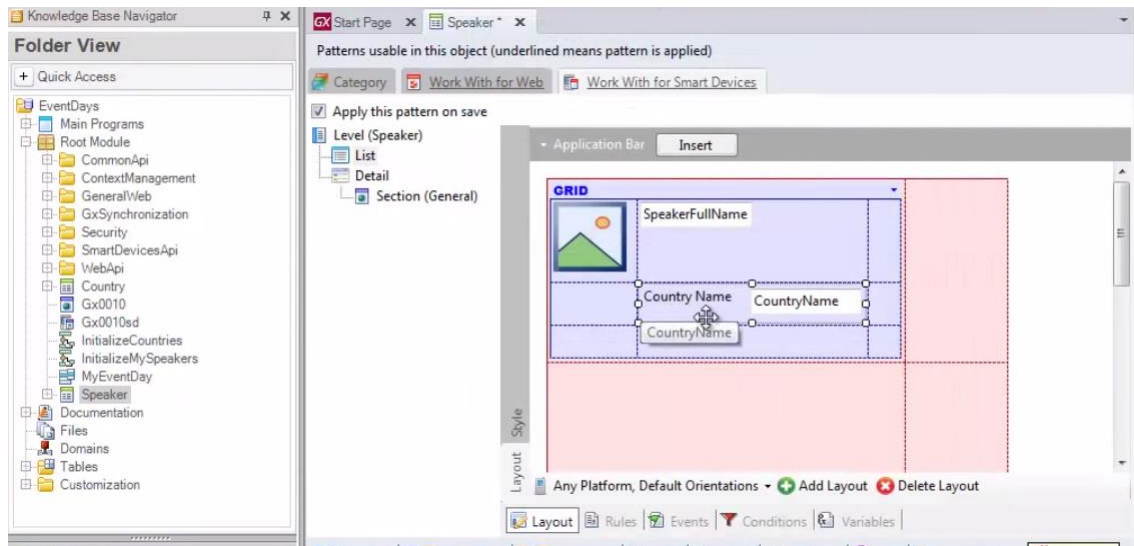 Knowledge Base Navigator
Folder View
+ Quick Access
EventDays
Main Programs
Root Module
CommonApi
ContextManagement
GeneralWeb
GxSynchronization
Security
SmartDevicesApi
WebApi
Country
Gx0010
Gx0010sd
InitializeCountries
InitializeMySpeakers
MyEventDay
Speaker
Documentation
Files
Domains
Tables
Customization
GX Start Page
Speaker *
Patterns usable in this object (underlined means pattern is applied)
Category
Work With for Web
Work With for Smart Devices
Apply this pattern on save
Level (Speaker)
List
Detail
Section (General)
Application Bar
Insert
GRID
SpeakerFullName
Country Name
CountryName
CountryName
Style
Layout
Any Platform, Default Orientations
Add Layout
Delete Layout
Layout
Rules
Events
Conditions
Variables